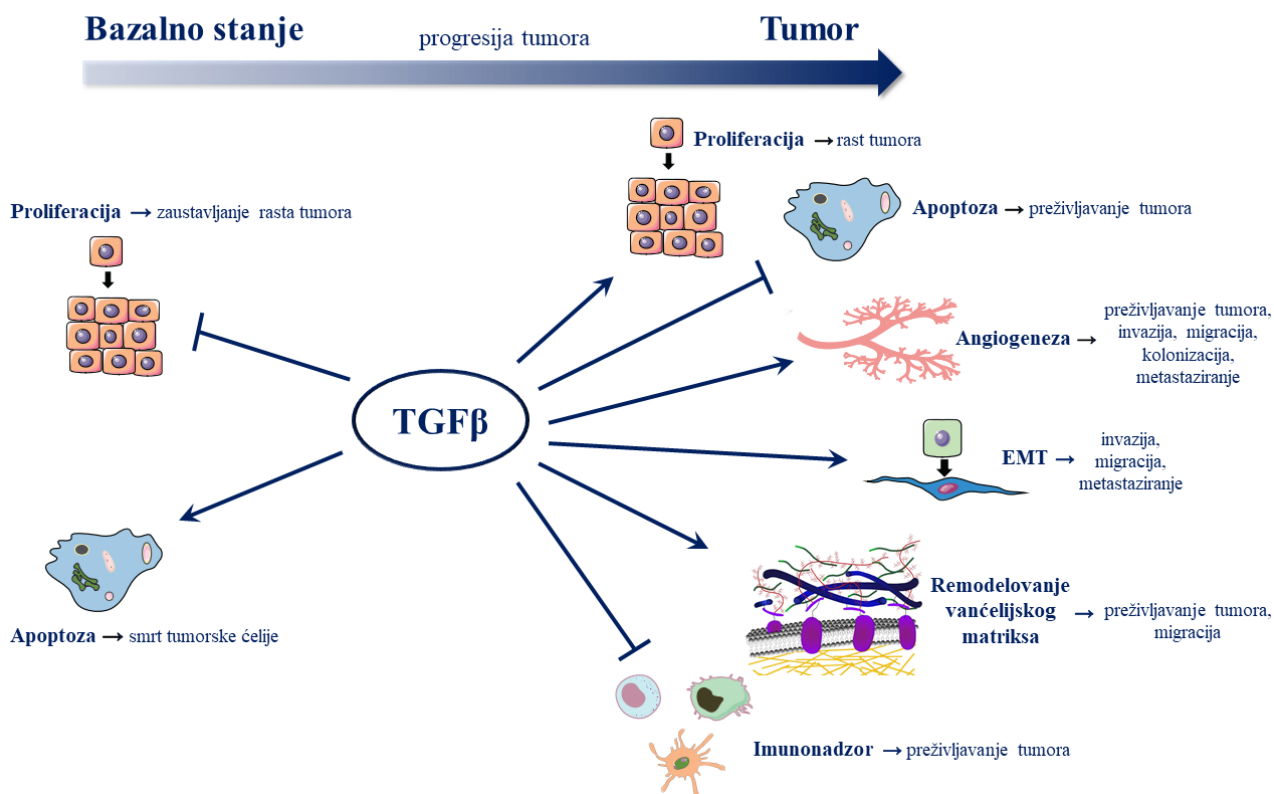 Bazalno stanje
progresija tumora
Tumor
Proliferacija → rast tumora
Proliferacija → zaustavljanje rasta tumora
Apoptoza → preživljavanje tumora
Angiogeneza →
preživljavanje tumora,
invazija, migracija,
kolonizacija,
metastaziranje
TGFβ
EMT →
invazija,
migracija,
metastaziranje
Apoptoza → smrt tumorske ćelije
Remodelovanje
vanćelijskog
matriksa
→ preživljavanje tumora,
migracija
Imunonadzor → preživljavanje tumora